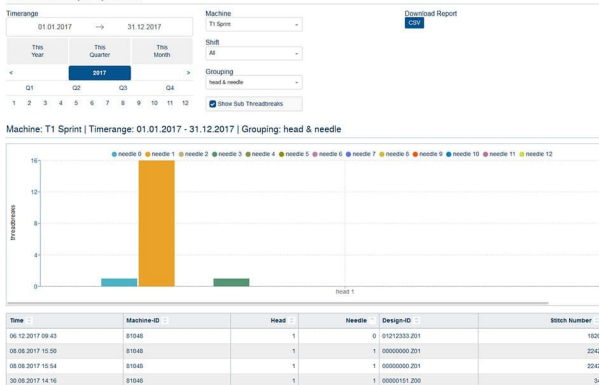 Timerange
01.01.2017 → 31.12.2017
This Year
This Quarter
This Month
< 2017 >
Q1 Q2 Q3 Q4
1 2 3 4 5 6 7 8 9 10 11 12
Machine
T1 Sprint
Shift
All
Grouping
head & needle
Show Sub Threadbreaks
Download Report
CSV
Machine: T1 Sprint | Timerange: 01.01.2017 - 31.12.2017 | Grouping: head & needle
needle 0 needle 1 needle 2 needle 3 needle 4 needle 5 needle 6 needle 7 needle 8 needle 9 needle 10 needle 11 needle 12
threadbreaks
16
12
8
4
0
head 1
Time Machine-ID Head Needle Design-ID Stitch Number
06.12.2017 09:43 81048 1 0 01212333.Z01 1820
08.08.2017 15:50 81048 1 1 00000000.Z01 2242
08.08.2017 15:54 81048 1 1 00000000.Z01 2242
30.08.2017 14:16 81048 1 1 00000151.Z00 34